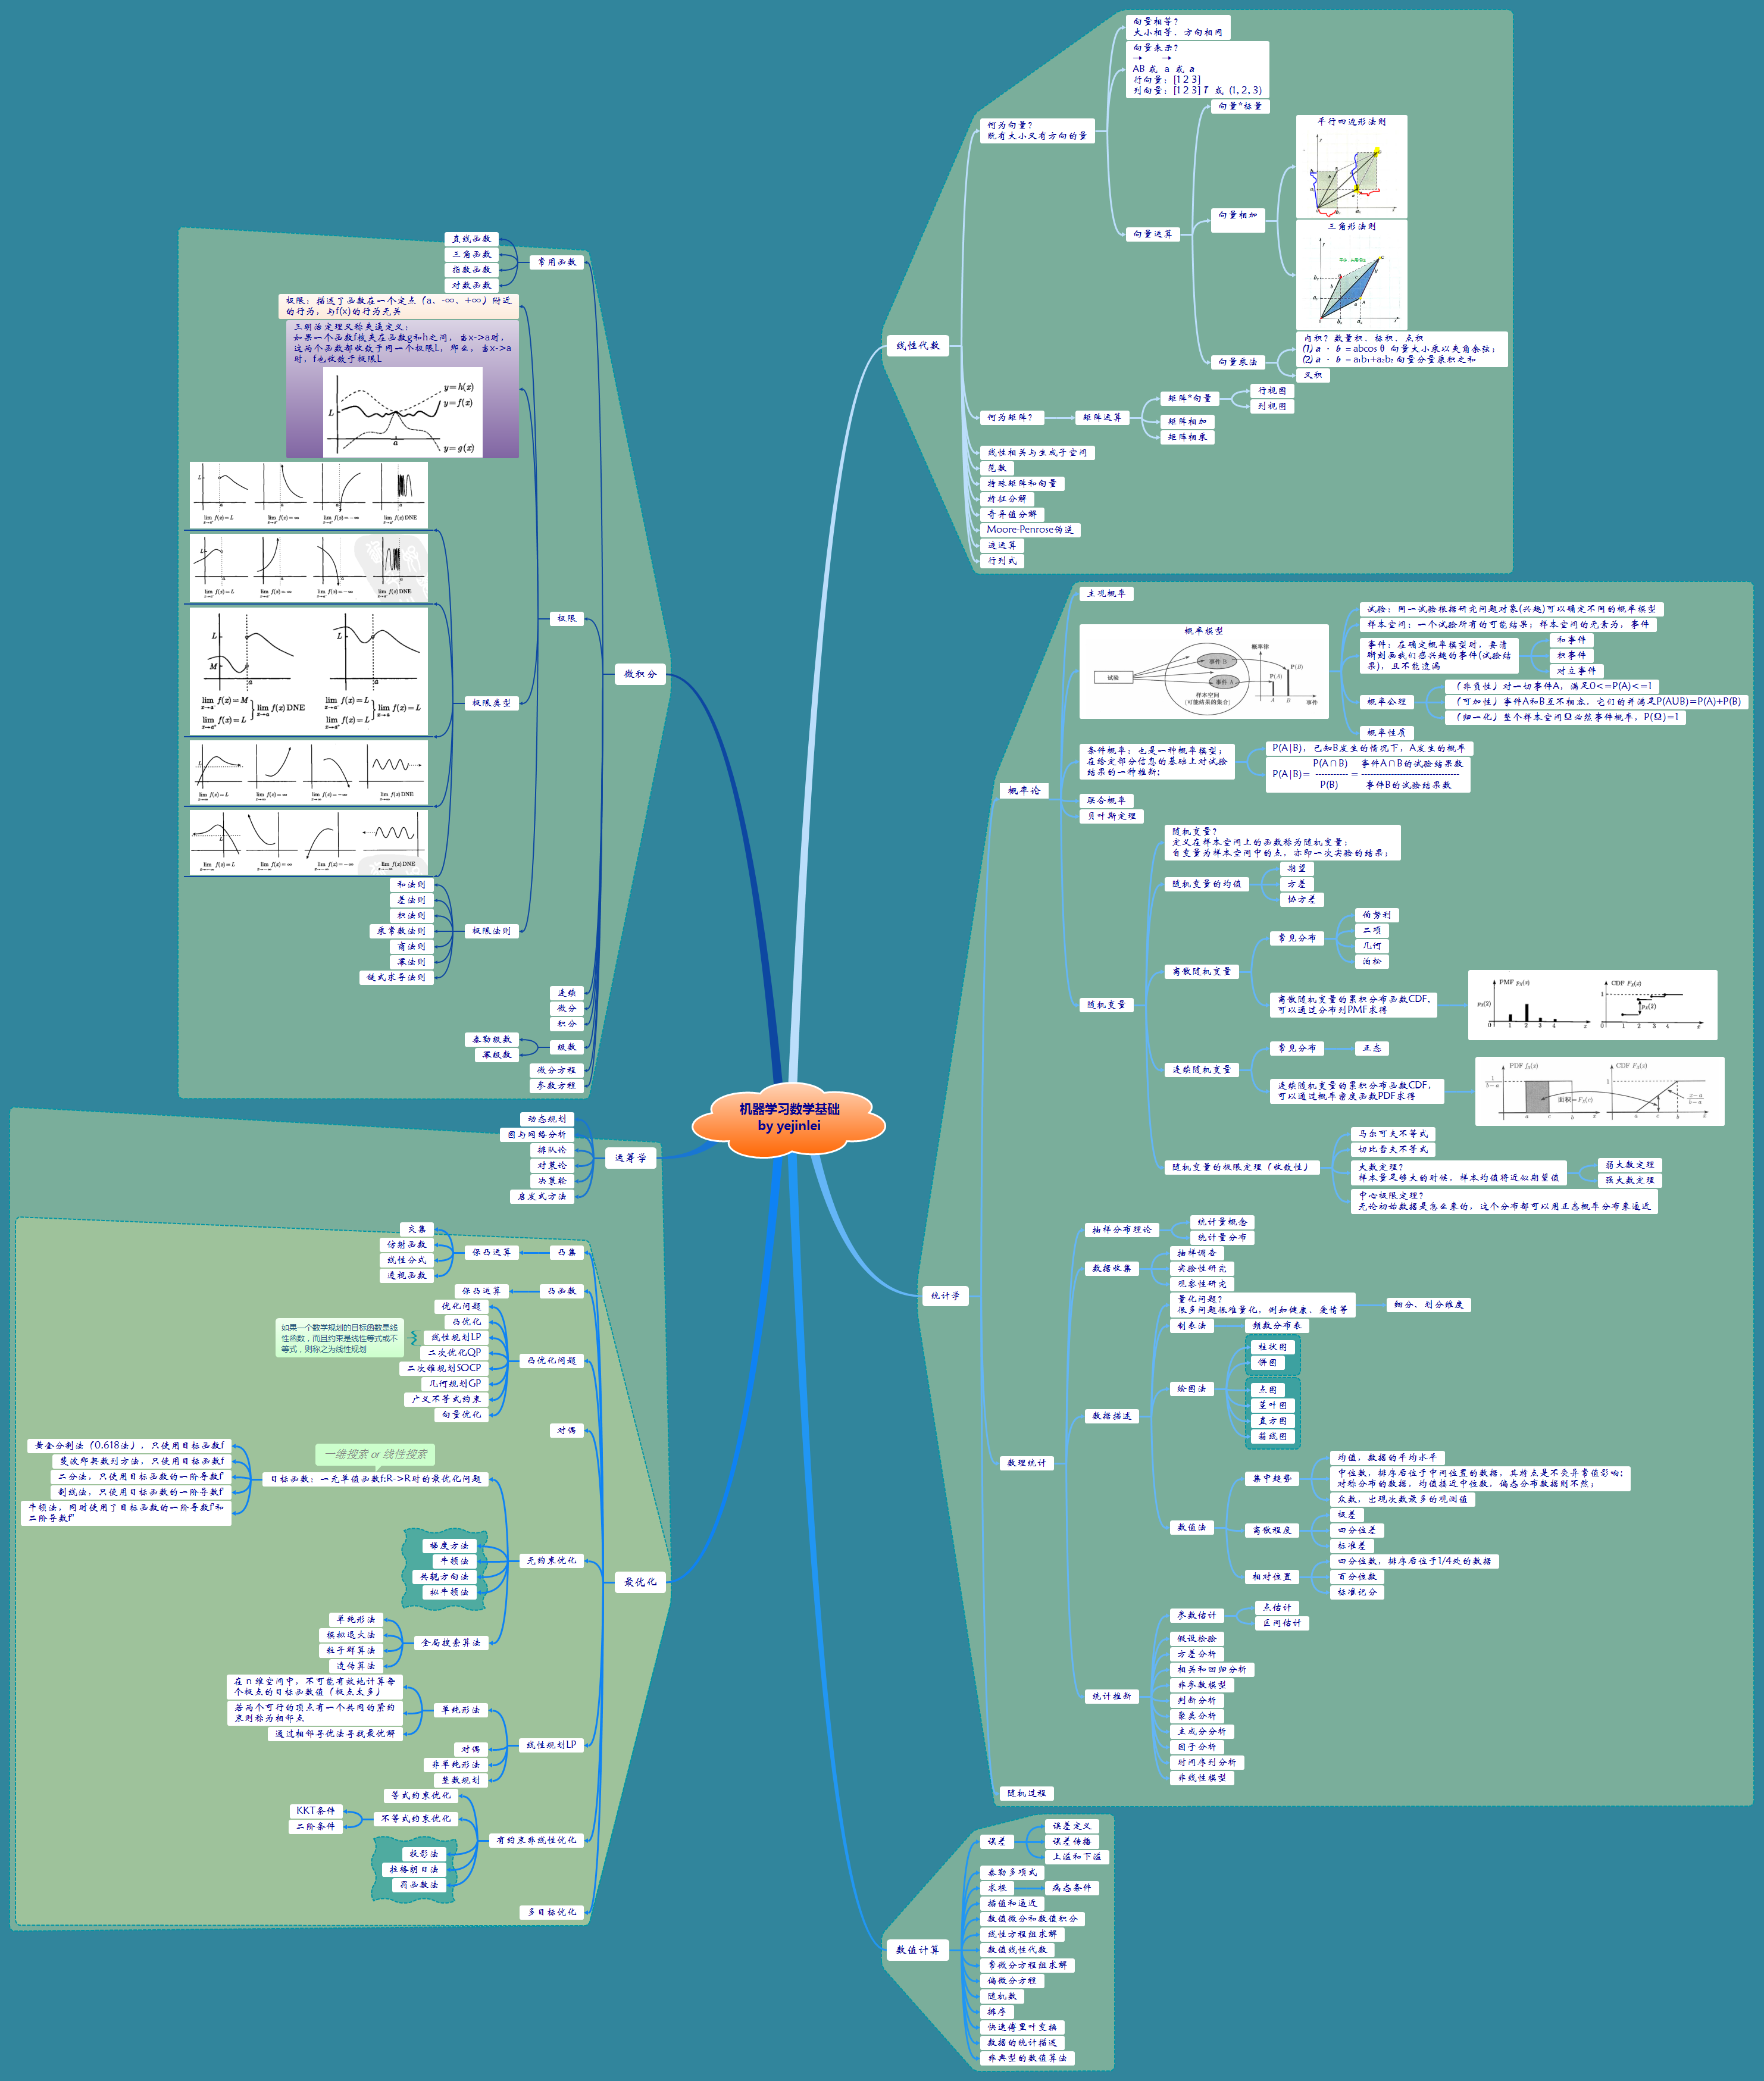 机器学习数学基础
by yejinlei
线性代数
何为向量?
既有大小又有方向的量
向量相等?
大小相等、方向相同
向量表示?
→ →
AB 或 a 或 a
行向量: [1 2 3]
列向量: [1 2 3] T 或 (1, 2, 3)
向量运算
向量*标量
向量相加
平行四边形法则
三角形法则
向量乘法
内积? 数量积、标积、点积
(1) a · b = abcos θ 向量大小乘以夹角余弦;
(2) a · b = a₁b₁+a₂b₂ 向量分量乘积之和
叉积
何为矩阵?
矩阵运算
矩阵*向量
行视图
列视图
矩阵相加
矩阵相乘
线性相关与生成子空间
范数
特殊矩阵和向量
特征分解
奇异值分解
Moore-Penrose伪逆
迹运算
行列式
统计学
概率论
主观概率
概率模型
试验
事件 B
事件 A
样本空间
(可能结果的集合)
概率律
P(B)
P(A)
A B 事件
试验: 同一试验根据研究问题对象(兴趣)可以确定不同的概率模型
样本空间: 一个试验所有的可能结果; 样本空间的元素为, 事件
事件: 在确定概率模型时, 要清
晰刻画我们感兴趣的事件(试验结
果), 且不能遗漏
和事件
积事件
对立事件
概率公理
(非负性) 对一切事件A, 满足0<=P(A)<=1
(可加性) 事件A和B互不相容, 它们的并满足P(AUB)=P(A)+P(B)
(归一化) 整个样本空间Ω必然事件概率, P(Ω)=1
概率性质
条件概率: 也是一种概率模型;
在给定部分信息的基础上对试验
结果的一种推断;
P(A|B), 已知B发生的情况下, A发生的概率
P(A∩B) 事件A∩B的试验结果数
P(A|B)= ----------- = --------------------------------
P(B) 事件B的试验结果数
联合概率
贝叶斯定理
随机变量
随机变量?
定义在样本空间上的函数称为随机变量;
自变量为样本空间中的点, 亦即一次实验的结果;
随机变量的均值
期望
方差
协方差
离散随机变量
常见分布
伯努利
二项
几何
泊松
离散随机变量的累积分布函数CDF,
可以通过分布列PMF求得
PMF pₓ(x)
pₓ(2)
0 1 2 3 4 x
CDF Fₓ(x)
1
pₓ(2)
0 1 2 3 4 x
连续随机变量
常见分布
正态
连续随机变量的累积分布函数CDF,
可以通过概率密度函数PDF求得
PDF fₓ(x)
1/(b−a)
面积=Fₓ(c)
a c b x
CDF Fₓ(x)
1
(c−a)/(b−a)
a c b x
随机变量的极限定理 (收敛性)
马尔可夫不等式
切比雪夫不等式
大数定理?
样本量足够大的时候, 样本均值将近似期望值
弱大数定理
强大数定理
中心极限定理?
无论初始数据是怎么来的, 这个分布都可以用正态概率分布来逼近
数理统计
抽样分布理论
统计量概念
统计量分布
数据收集
抽样调查
实验性研究
观察性研究
数据描述
量化问题?
很多问题很难量化, 例如健康、爱情等
细分、划分维度
制表法
频数分布表
绘图法
柱状图
饼图
点图
茎叶图
直方图
箱线图
数值法
集中趋势
均值, 数据的平均水平
中位数, 排序后位于中间位置的数据, 其特点是不受异常值影响;
对称分布的数据, 均值接近中位数, 偏态分布数据则不然;
众数, 出现次数最多的观测值
离散程度
极差
四分位差
标准差
相对位置
四分位数, 排序后位于1/4处的数据
百分位数
标准记分
统计推断
参数估计
点估计
区间估计
假设检验
方差分析
相关和回归分析
非参数模型
判断分析
聚类分析
主成分分析
因子分析
时间序列分析
非线性模型
随机过程
数值计算
误差
误差定义
误差传播
上溢和下溢
泰勒多项式
求根
病态条件
插值和逼近
数值微分和数值积分
线性方程组求解
数值线性代数
常微分方程组求解
偏微分方程
随机数
排序
快速傅里叶变换
数据的统计描述
非典型的数值算法
微积分
常用函数
直线函数
三角函数
指数函数
对数函数
极限
极限: 描述了函数在一个定点 (a、-∞、+∞) 附近
的行为, 与f(x)的行为无关
三明治定理又称夹逼定义:
如果一个函数f被夹在函数g和h之间, 当x->a时,
这两个函数都收敛于同一个极限L, 那么, 当x->a
时, f也收敛于极限L
y=h(x)
y=f(x)
L
a
y=g(x)
极限类型
lim f(x)=L lim f(x)=∞ lim f(x)=−∞ lim f(x) DNE
lim f(x)=L lim f(x)=∞ lim f(x)=−∞ lim f(x) DNE
L
M
lim f(x)=M
lim f(x)=L
lim f(x) DNE
L
lim f(x)=L
lim f(x)=L
lim f(x)=L
lim f(x)=L lim f(x)=∞ lim f(x)=−∞ lim f(x) DNE
lim f(x)=L lim f(x)=∞ lim f(x)=−∞ lim f(x) DNE
极限法则
和法则
差法则
积法则
乘常数法则
商法则
幂法则
链式求导法则
连续
微分
积分
级数
泰勒级数
幂级数
微分方程
参数方程
运筹学
动态规划
图与网络分析
排队论
对策论
决策轮
启发式方法
最优化
凸集
保凸运算
交集
仿射函数
线性分式
透视函数
凸函数
保凸运算
凸优化问题
优化问题
凸优化
线性规划LP
如果一个数学规划的目标函数是线
性函数，而且约束是线性等式或不
等式，则称之为线性规划
二次优化QP
二次锥规划SOCP
几何规划GP
广义不等式约束
向量优化
对偶
无约束优化
一维搜索 or 线性搜索
目标函数: 一元单值函数f:R->R时的最优化问题
黄金分割法 (0.618法), 只使用目标函数f
斐波那契数列方法, 只使用目标函数f
二分法, 只使用目标函数的一阶导数f'
割线法, 只使用目标函数的一阶导数f'
牛顿法, 同时使用了目标函数的一阶导数f'和
二阶导数f''
梯度方法
牛顿法
共轭方向法
拟牛顿法
全局搜索算法
单纯形法
模拟退火法
粒子群算法
遗传算法
线性规划LP
单纯形法
在 n 维空间中, 不可能有效地计算每
个极点的目标函数值 (极点太多)
若两个可行的顶点有一个共同的紧约
束则称为相邻点
通过相邻寻优法寻找最优解
对偶
非单纯形法
整数规划
有约束非线性优化
等式约束优化
不等式约束优化
KKT条件
二阶条件
投影法
拉格朗日法
罚函数法
多目标优化